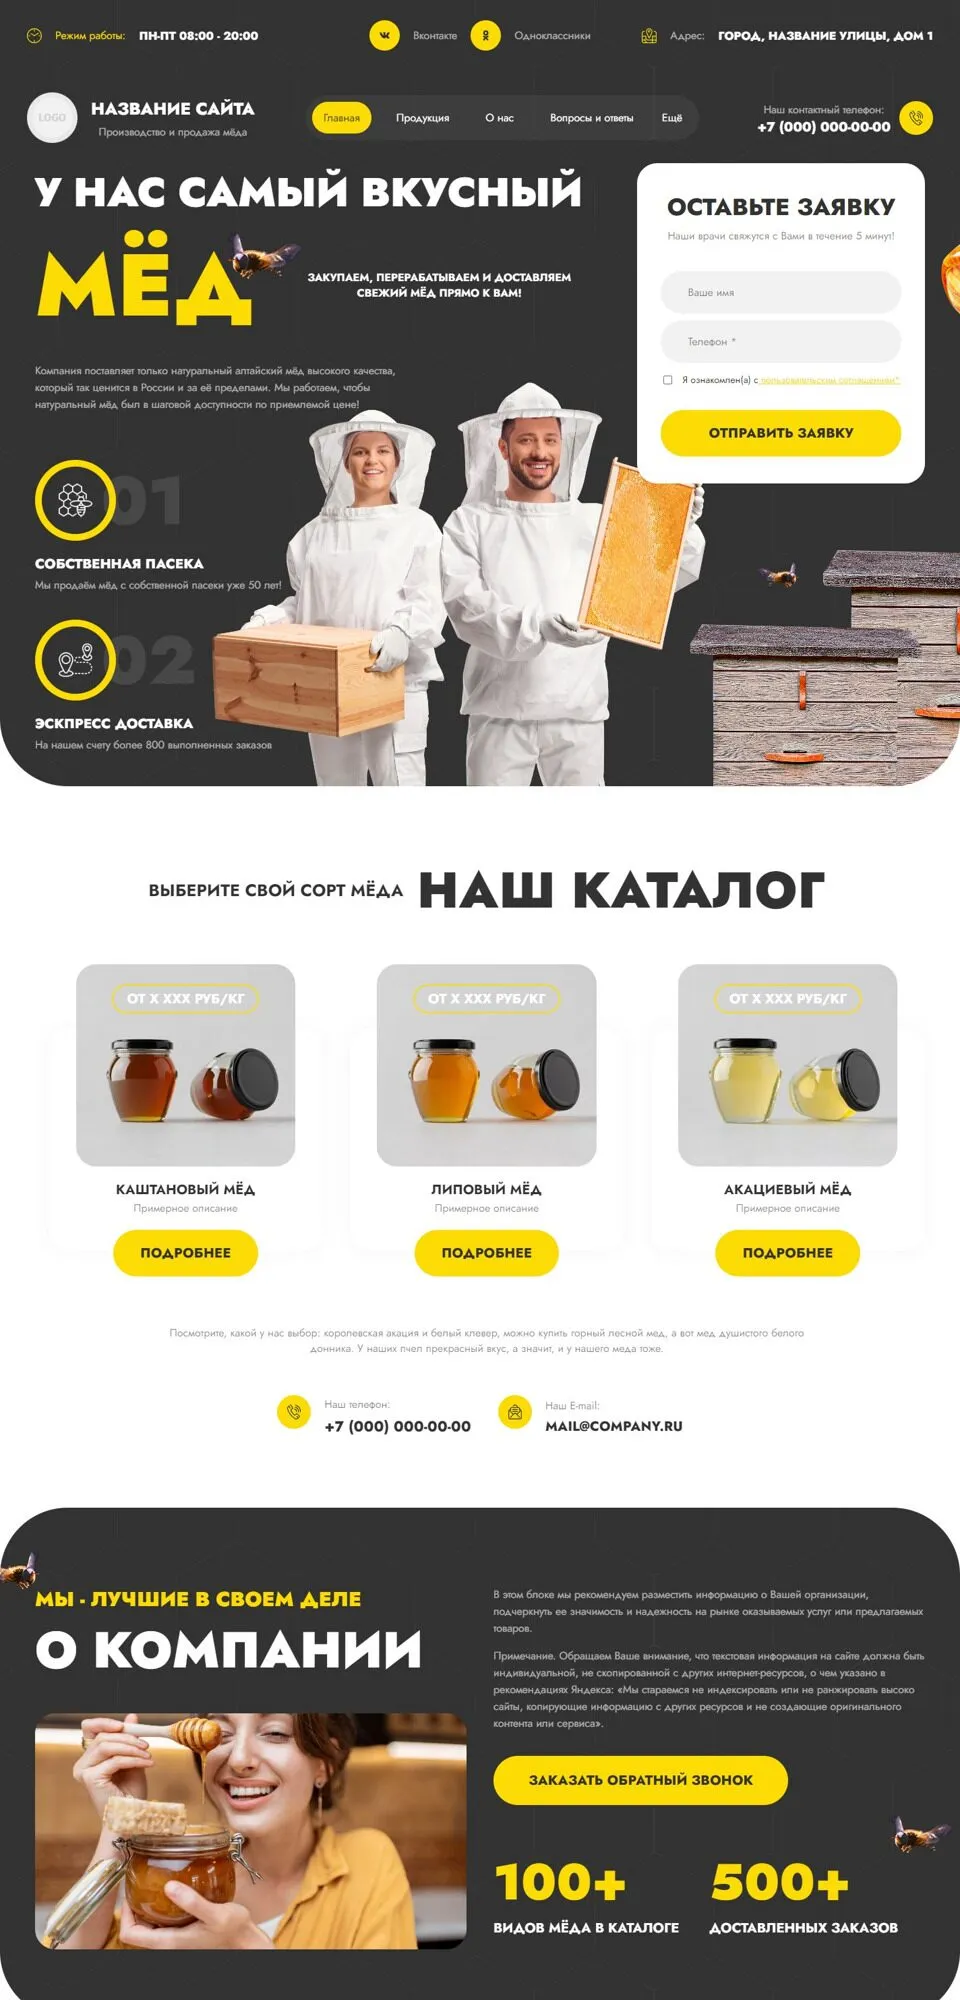 Режим работы: ПН-ПТ 08:00 - 20:00
Вконтакте
Одноклассники
Адрес: ГОРОД, НАЗВАНИЕ УЛИЦЫ, ДОМ 1
LOGO
НАЗВАНИЕ САЙТА
Производство и продажа мёда
Главная
Продукция
О нас
Вопросы и ответы
Ещё
Наш контактный телефон:
+7 (000) 000-00-00
У НАС САМЫЙ ВКУСНЫЙ
МЁД
ЗАКУПАЕМ, ПЕРЕРАБАТЫВАЕМ И ДОСТАВЛЯЕМ
СВЕЖИЙ МЁД ПРЯМО К ВАМ!
Компания поставляет только натуральный алтайский мёд высокого качества,
который так ценится в России и за её пределами. Мы работаем, чтобы
натуральный мёд был в шаговой доступности по приемлемой цене!
01
СОБСТВЕННАЯ ПАСЕКА
Мы продаём мёд с собственной пасеки уже 50 лет!
02
ЭСКПРЕСС ДОСТАВКА
На нашем счету более 800 выполненных заказов
ОСТАВЬТЕ ЗАЯВКУ
Наши врачи свяжутся с Вами в течение 5 минут!
Ваше имя
Телефон *
Я ознакомлен(а) с пользовательским соглашением*
ОТПРАВИТЬ ЗАЯВКУ
ВЫБЕРИТЕ СВОЙ СОРТ МЁДА НАШ КАТАЛОГ
ОТ X XXX РУБ/КГ
КАШТАНОВЫЙ МЁД
Примерное описание
ПОДРОБНЕЕ
ОТ X XXX РУБ/КГ
ЛИПОВЫЙ МЁД
Примерное описание
ПОДРОБНЕЕ
ОТ X XXX РУБ/КГ
АКАЦИЕВЫЙ МЁД
Примерное описание
ПОДРОБНЕЕ
Посмотрите, какой у нас выбор: королевская акация и белый клевер, можно купить горный лесной мед, а вот мед душистого белого
донника. У наших пчел прекрасный вкус, а значит, и у нашего меда тоже.
Наш телефон:
+7 (000) 000-00-00
Наш E-mail:
MAIL@COMPANY.RU
МЫ - ЛУЧШИЕ В СВОЕМ ДЕЛЕ
О КОМПАНИИ
В этом блоке мы рекомендуем разместить информацию о Вашей организации,
подчеркнуть ее значимость и надежность на рынке оказываемых услуг или предлагаемых
товаров.
Примечание. Обращаем Ваше внимание, что текстовая информация на сайте должна быть
индивидуальной, не скопированной с других интернет-ресурсов, о чем указано в
рекомендациях Яндекса: «Мы стараемся не индексировать или не ранжировать высоко
сайты, копирующие информацию с других ресурсов и не создающие оригинального
контента или сервиса».
ЗАКАЗАТЬ ОБРАТНЫЙ ЗВОНОК
100+
ВИДОВ МЁДА В КАТАЛОГЕ
500+
ДОСТАВЛЕННЫХ ЗАКАЗОВ